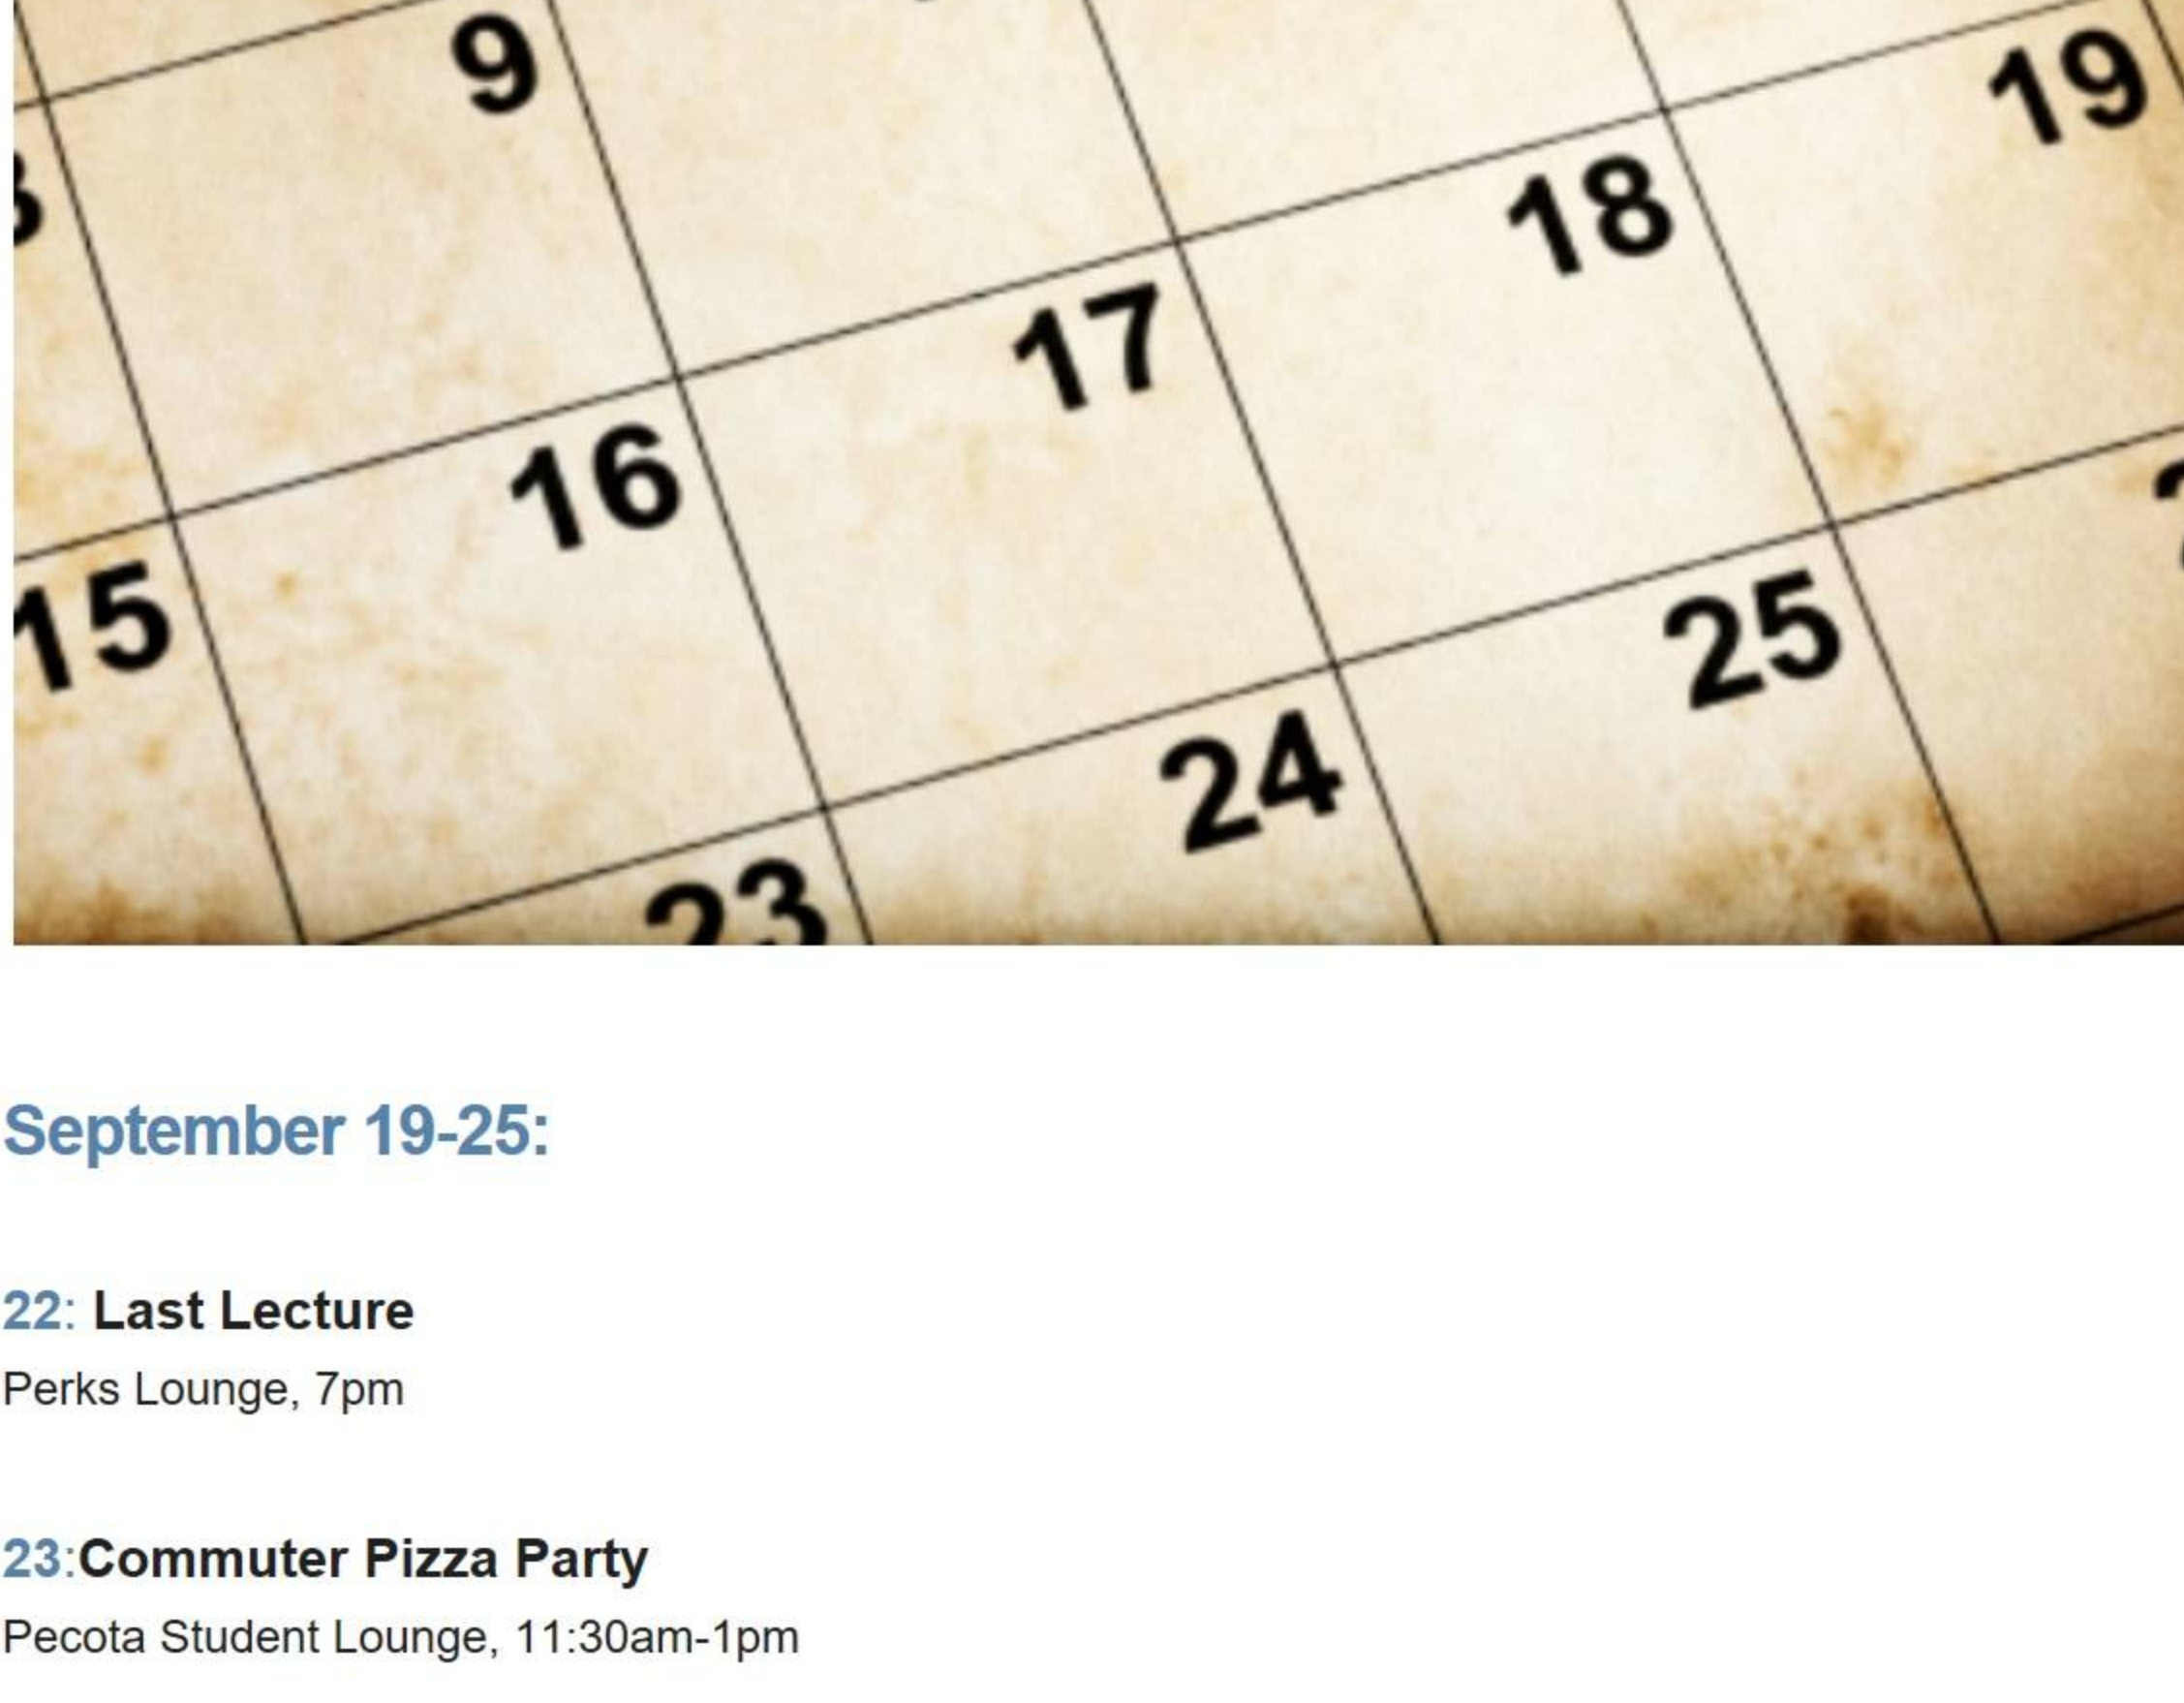 9
19
18
17
16
15
25
24
23
September 19-25:
22: Last Lecture
Perks Lounge, 7pm
23:Commuter Pizza Party
Pecota Student Lounge, 11:30am-1pm